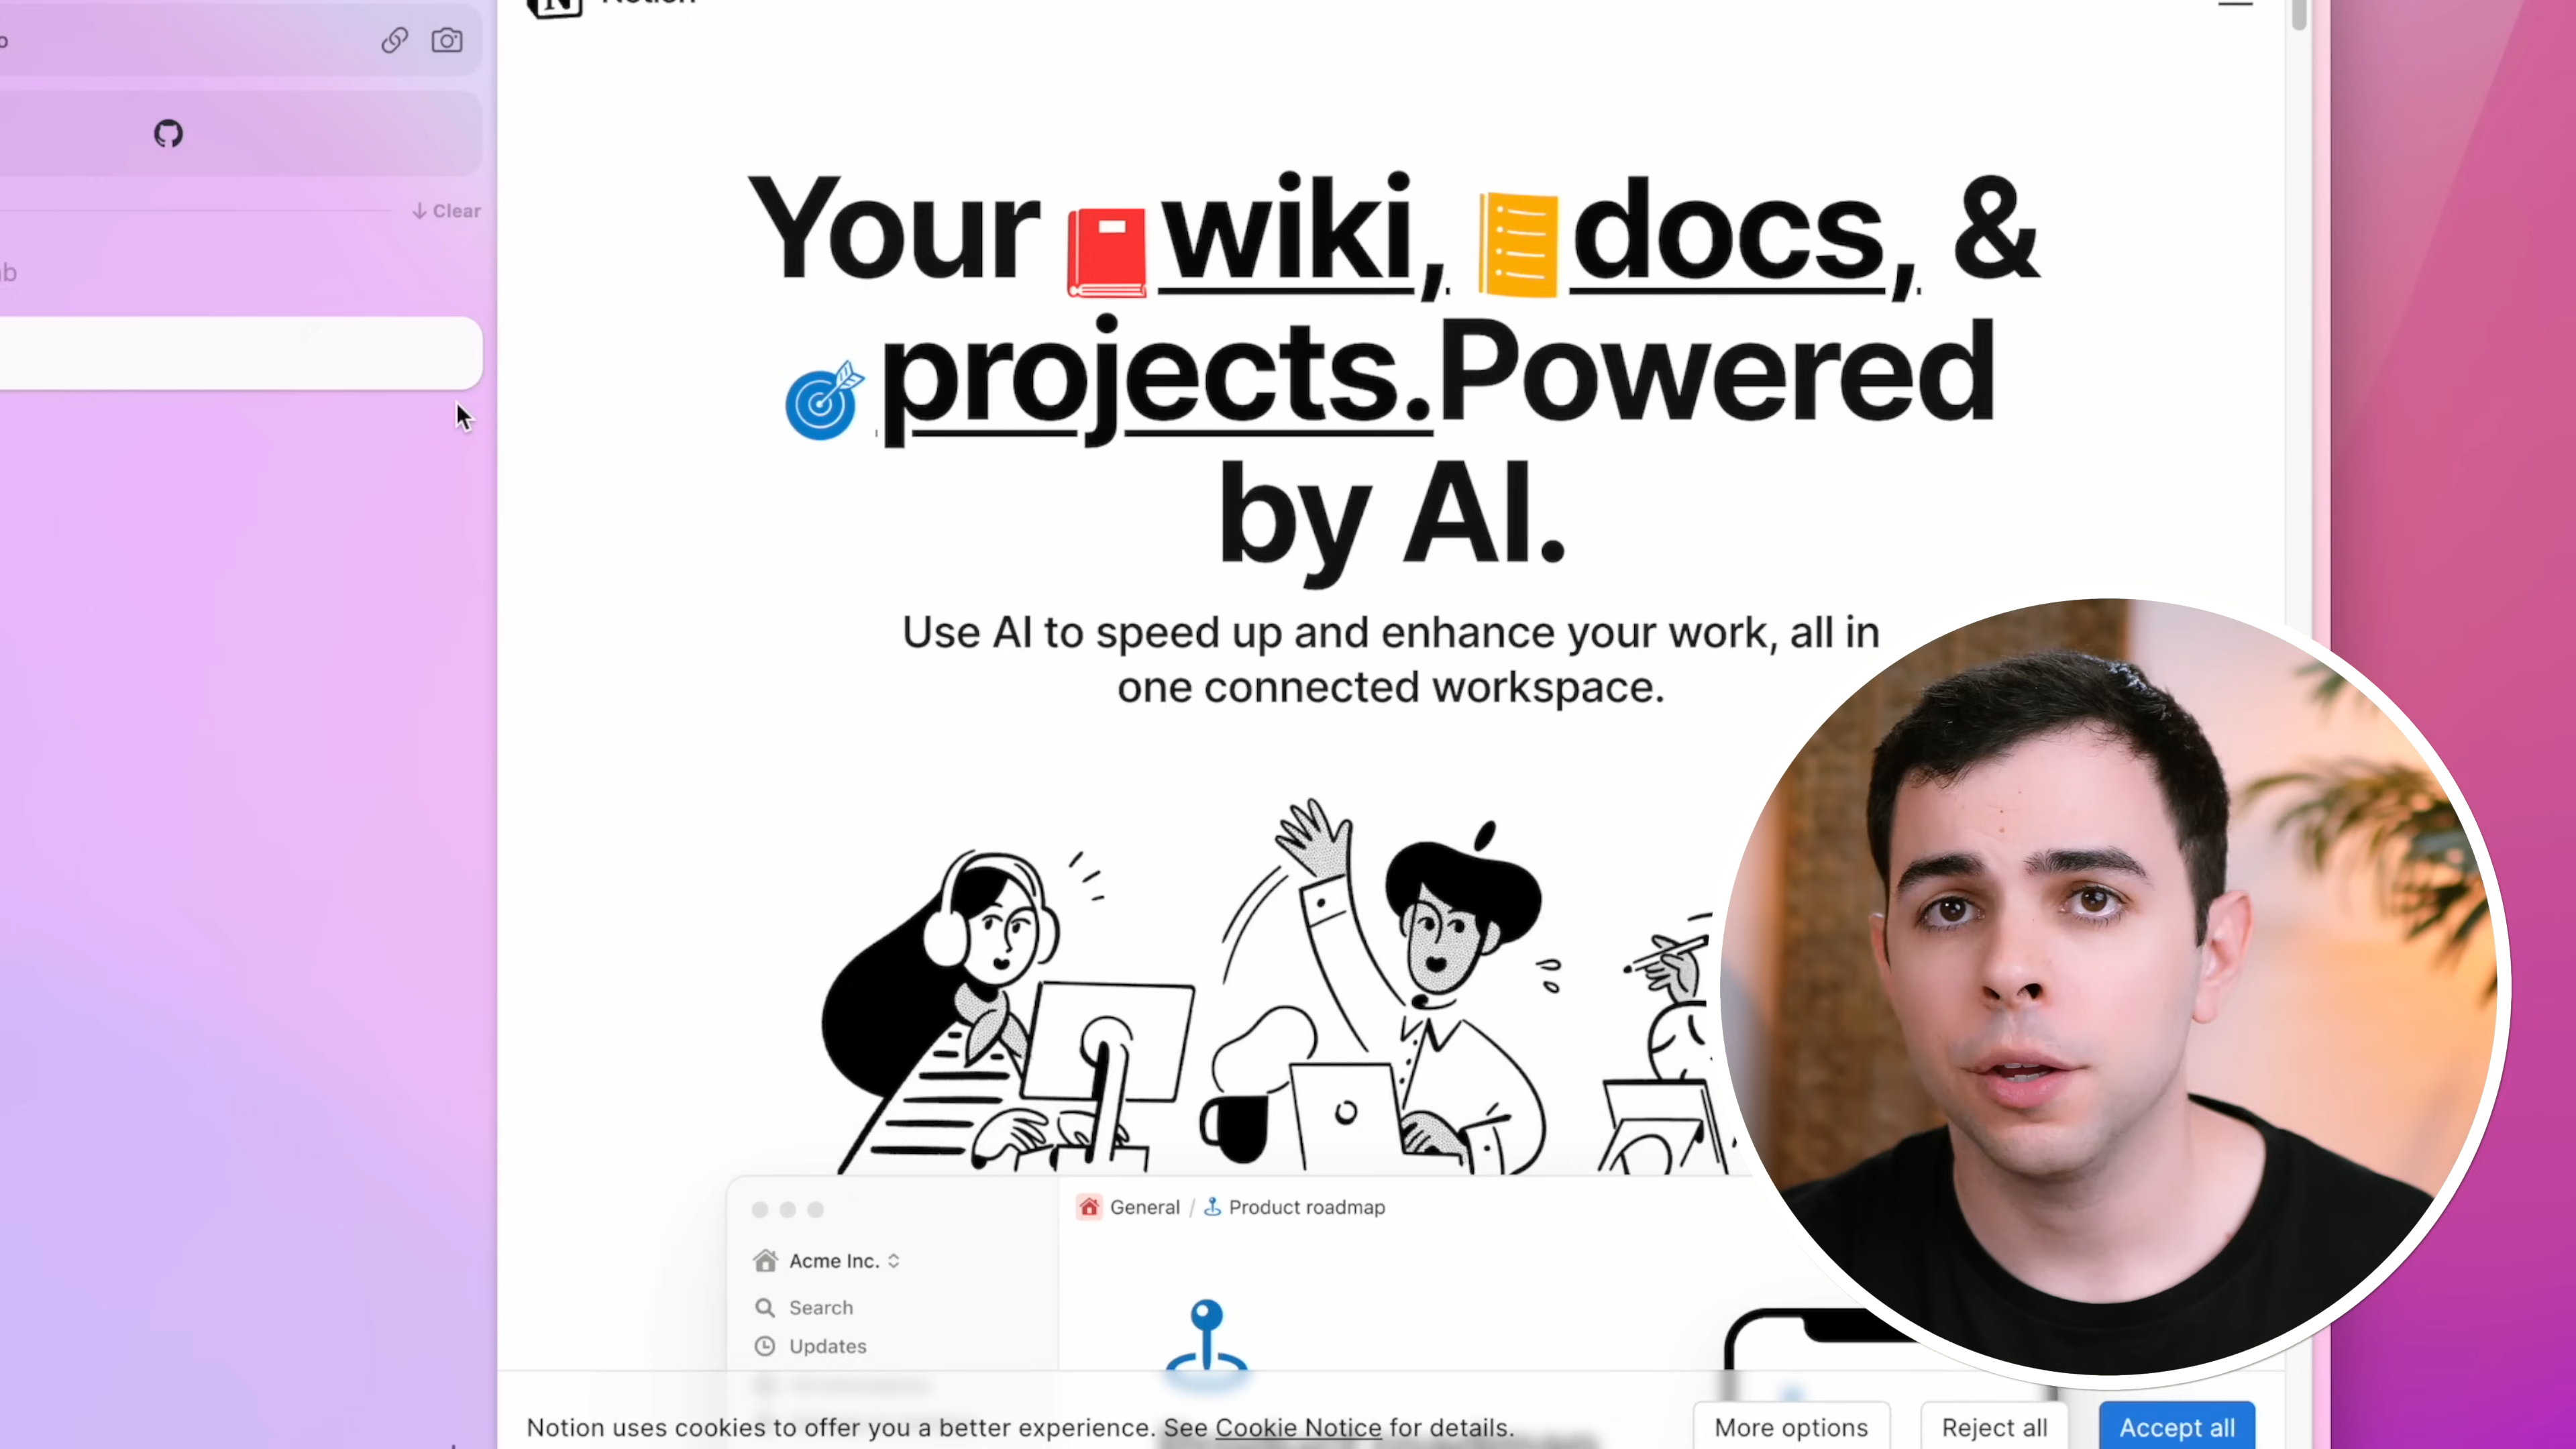 Notion
Clear
Your wiki, docs, &
projects.Powered
by AI.
Use AI to speed up and enhance your work, all in
one connected workspace.
General / Product roadmap
Acme Inc.
Search
Updates
Notion uses cookies to offer you a better experience. See Cookie Notice for details.
More options
Reject all
Accept all